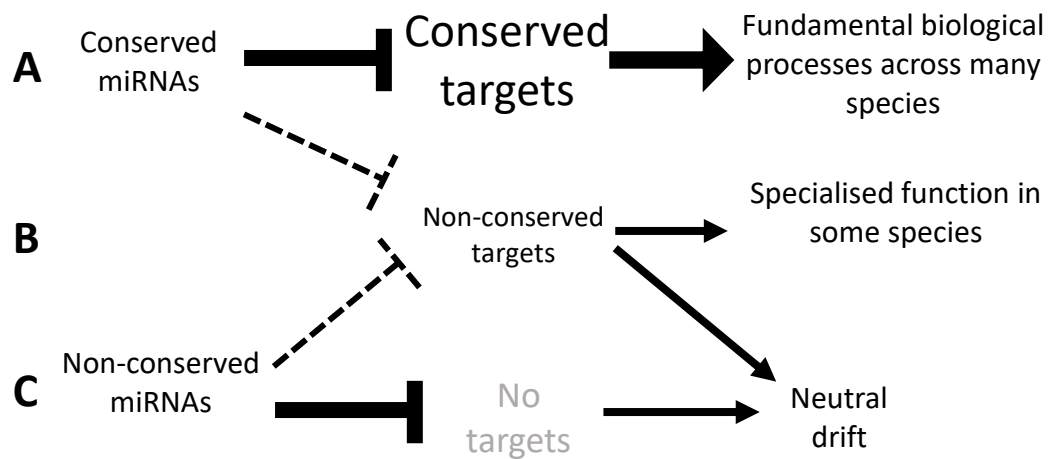 A
Conserved
miRNAs
Conserved
targets
Fundamental biological
processes across many
species
B
Non-conserved
targets
Specialised function in
some species
C
Non-conserved
miRNAs
No
targets
Neutral
drift